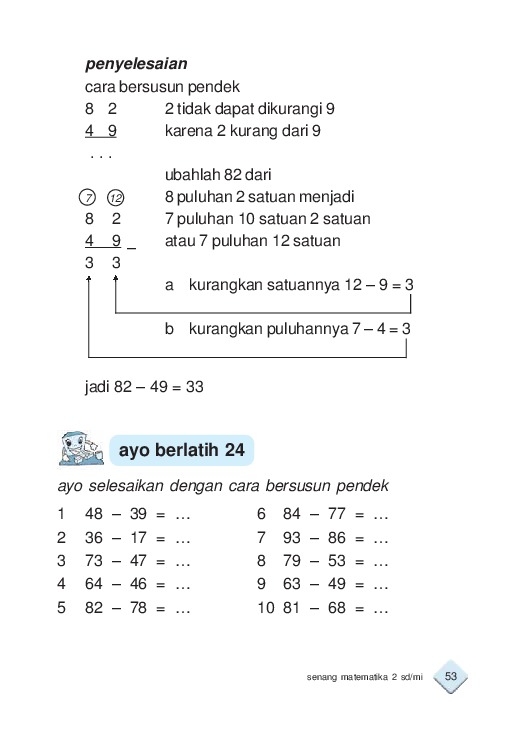 penyelesaian
cara bersusun pendek
8 2 2 tidak dapat dikurangi 9
4 9 karena 2 kurang dari 9
. . .
ubahlah 82 dari
7 12 8 puluhan 2 satuan menjadi
8 2 7 puluhan 10 satuan 2 satuan
4 9 – atau 7 puluhan 12 satuan
3 3
a kurangkan satuannya 12 – 9 = 3
b kurangkan puluhannya 7 – 4 = 3
jadi 82 – 49 = 33
ayo berlatih 24
ayo selesaikan dengan cara bersusun pendek
1 48 – 39 = ... 6 84 – 77 = ...
2 36 – 17 = ... 7 93 – 86 = ...
3 73 – 47 = ... 8 79 – 53 = ...
4 64 – 46 = ... 9 63 – 49 = ...
5 82 – 78 = ... 10 81 – 68 = ...
senang matematika 2 sd/mi 53